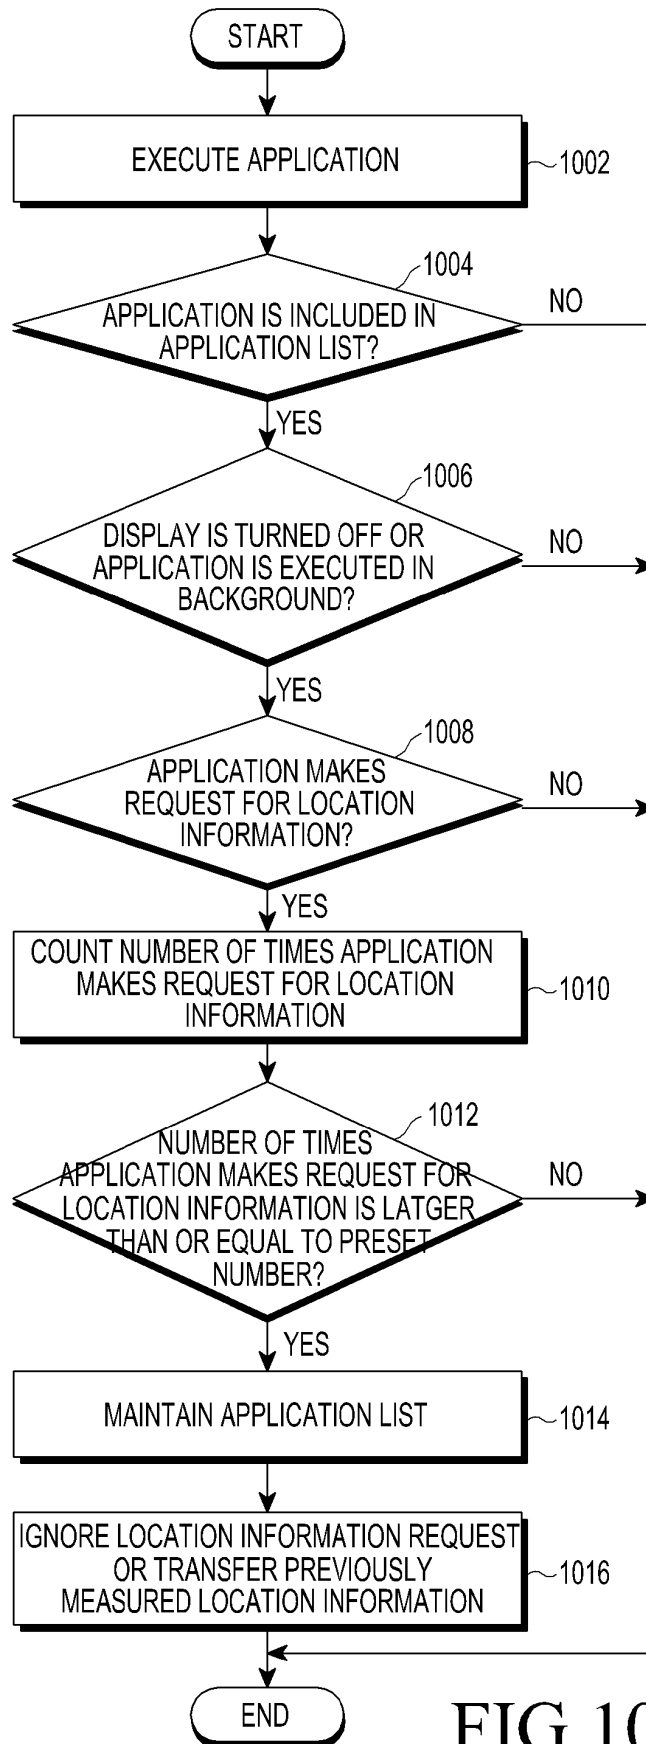 START
EXECUTE APPLICATION
1002
1004
APPLICATION IS INCLUDED IN
APPLICATION LIST?
NO
YES
1006
DISPLAY IS TURNED OFF OR
APPLICATION IS EXECUTED IN
BACKGROUND?
NO
YES
1008
APPLICATION MAKES
REQUEST FOR LOCATION
INFORMATION?
NO
YES
COUNT NUMBER OF TIMES APPLICATION
MAKES REQUEST FOR LOCATION
INFORMATION
1010
1012
NUMBER OF TIMES
APPLICATION MAKES REQUEST FOR
LOCATION INFORMATION IS LATGER
THAN OR EQUAL TO PRESET
NUMBER?
NO
YES
MAINTAIN APPLICATION LIST
1014
IGNORE LOCATION INFORMATION REQUEST
OR TRANSFER PREVIOUSLY
MEASURED LOCATION INFORMATION
1016
END
FIG.10